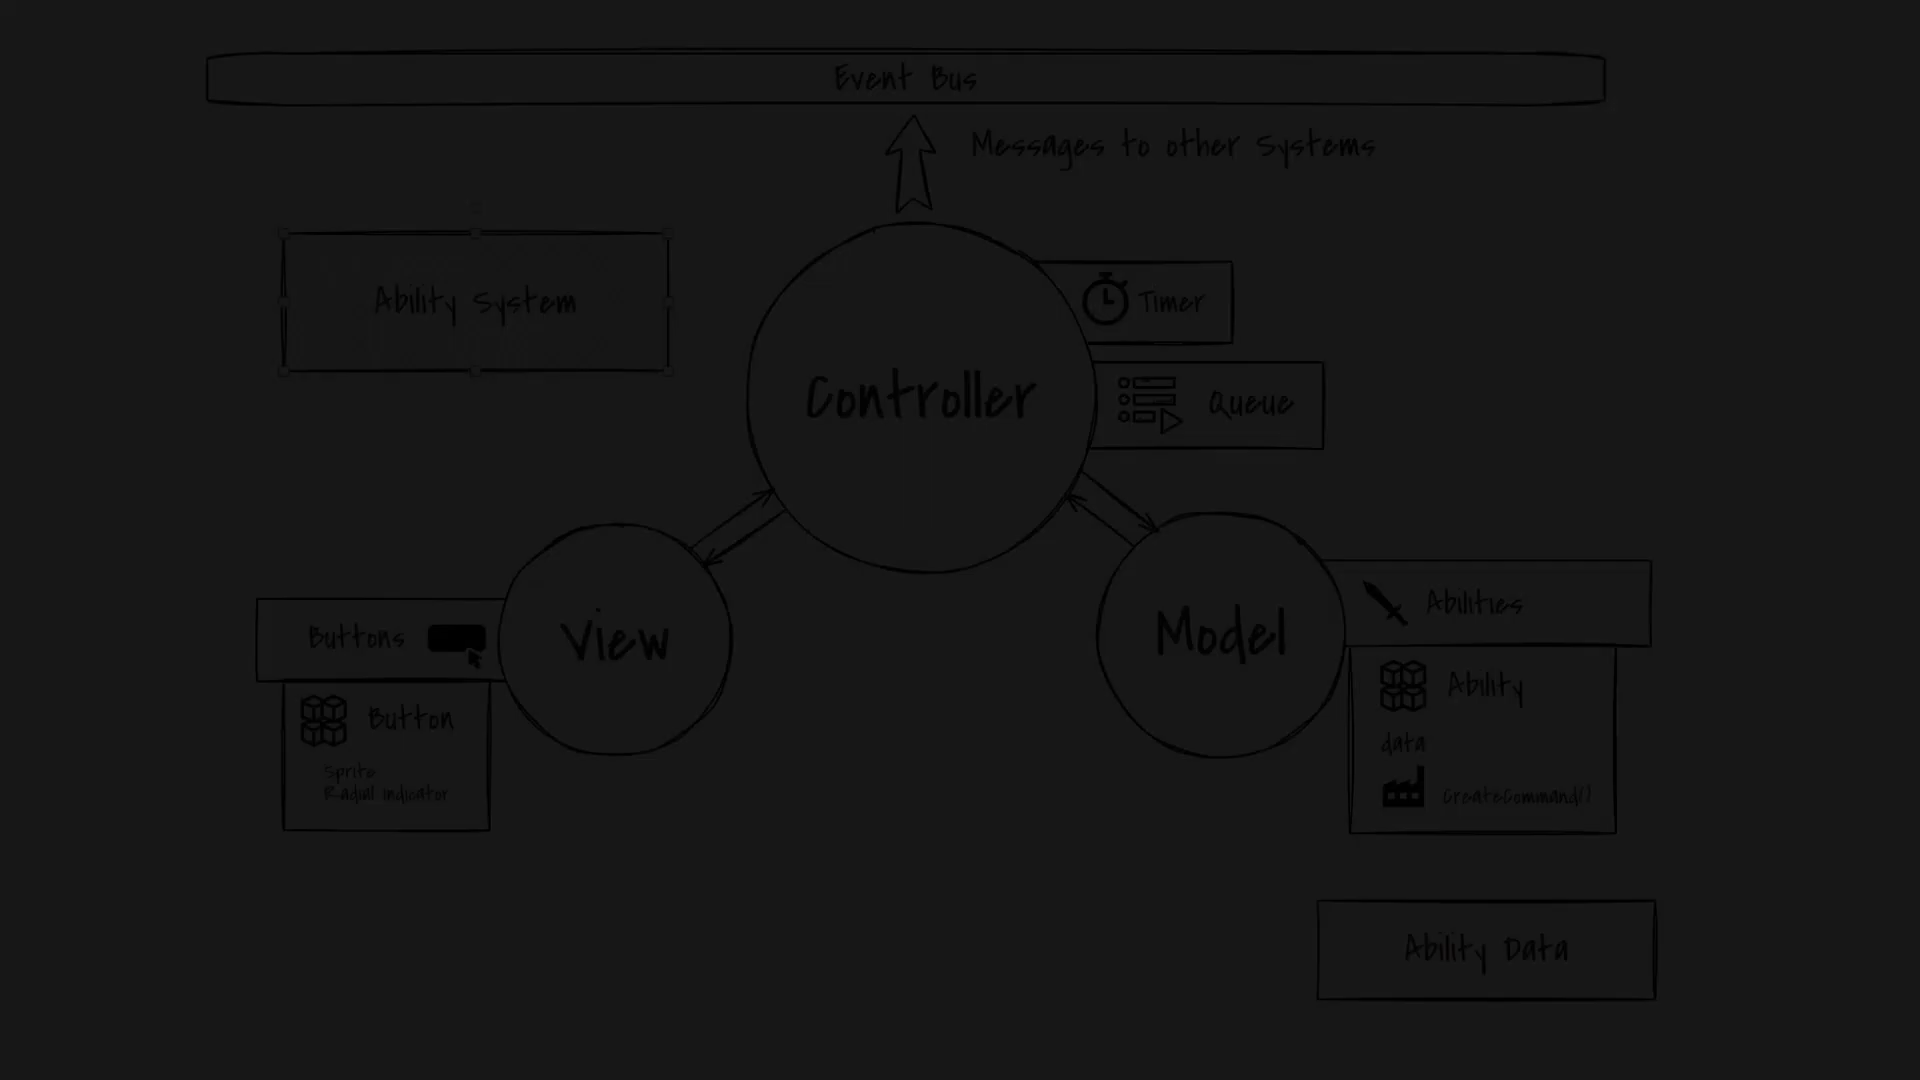 Event Bus
Messages to other Systems
Ability System
Timer
Controller
Queue
View
Model
Buttons
Button
Sprite
Radial indicator
Abilities
Ability
data
CreateCommand()
Ability Data